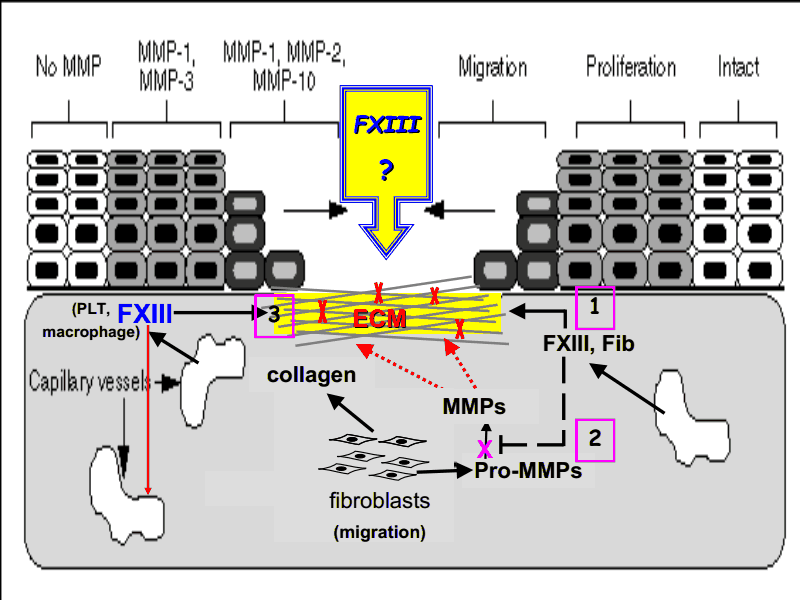 No MMP
MMP-1,
MMP-3
MMP-1, MMP-2,
MMP-10
Migration
Proliferation
Intact
FXIII
?
(PLT,
macrophage)
FXIII
3
ECM
1
FXIII, Fib
Capillary vessels
collagen
MMPs
2
X
Pro-MMPs
fibroblasts
(migration)